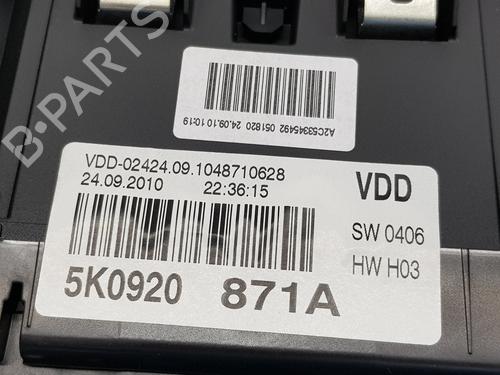 B-PARTS
A2C53345492 051820 24.09.10 10:19
VDD-02424.09.1048710628
24.09.2010 22:36:15
VDD
SW 0406
HW H03
5K0920 871A